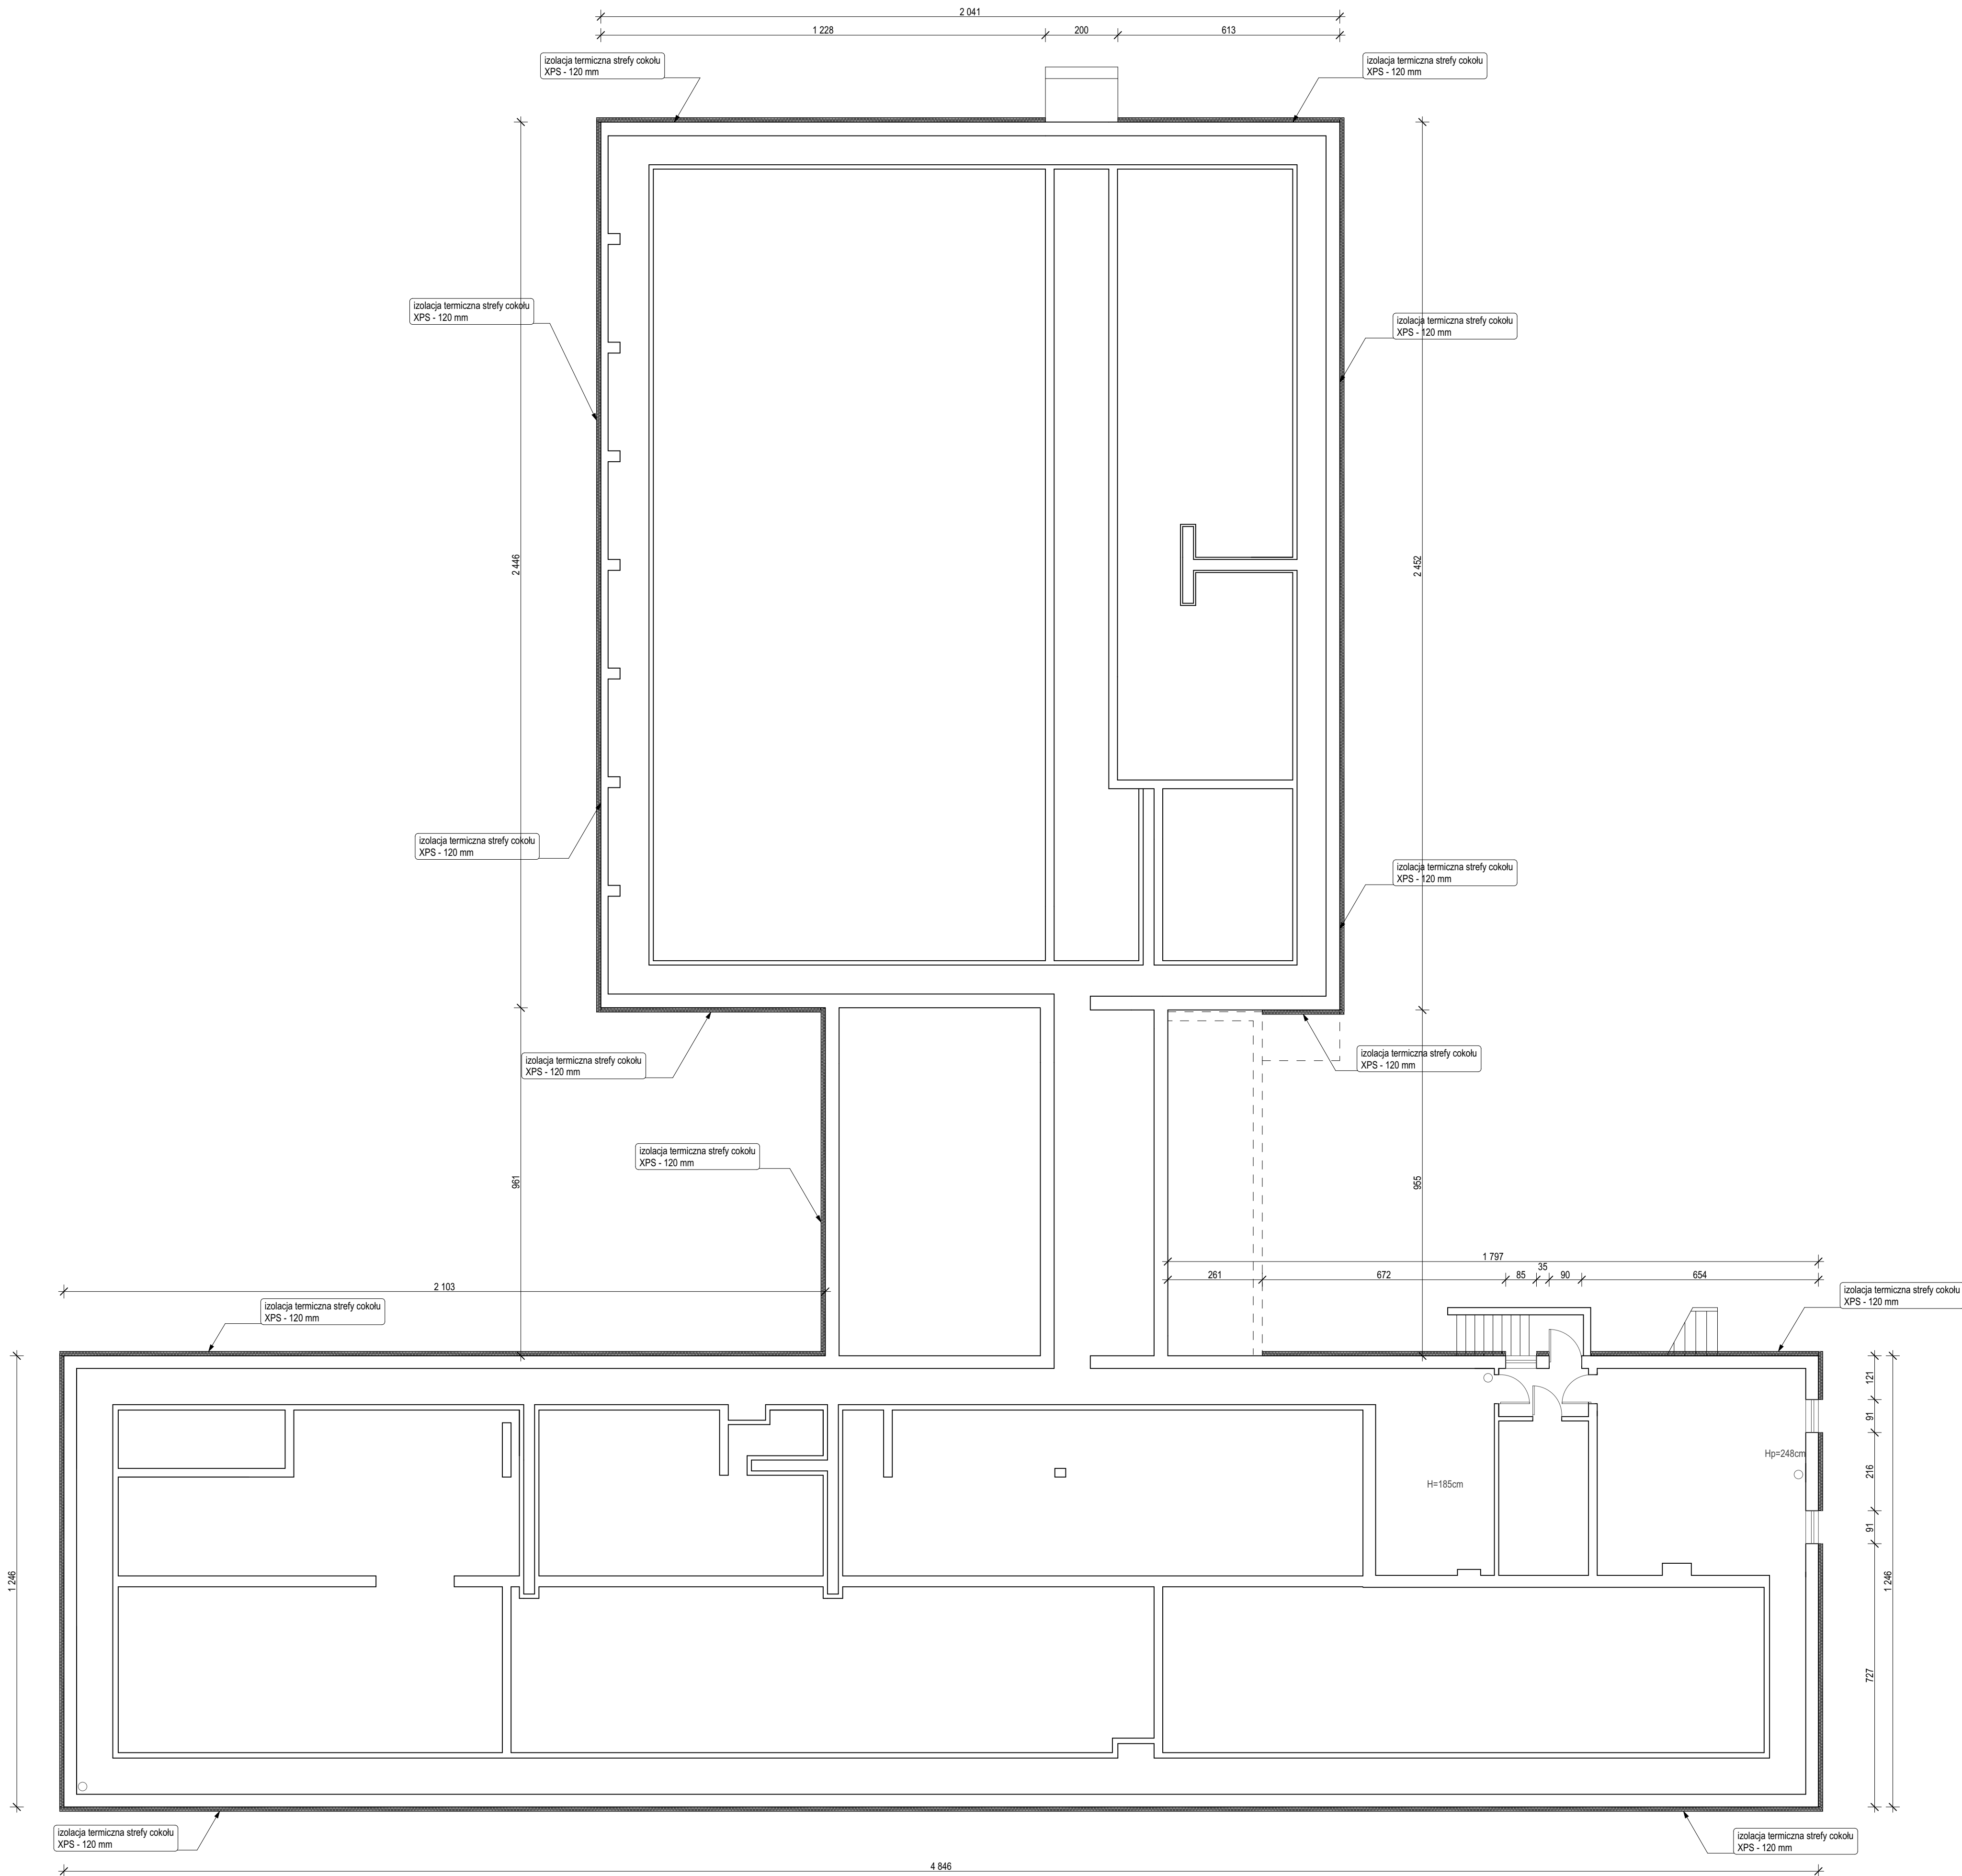 2 041
1 228
200
613
izolacja termiczna strefy cokołu
XPS - 120 mm
izolacja termiczna strefy cokołu
XPS - 120 mm
izolacja termiczna strefy cokołu
XPS - 120 mm
izolacja termiczna strefy cokołu
XPS - 120 mm
2 446
2 452
izolacja termiczna strefy cokołu
XPS - 120 mm
izolacja termiczna strefy cokołu
XPS - 120 mm
izolacja termiczna strefy cokołu
XPS - 120 mm
izolacja termiczna strefy cokołu
XPS - 120 mm
izolacja termiczna strefy cokołu
XPS - 120 mm
961
955
1 797
261
672
85
35
90
654
2 103
izolacja termiczna strefy cokołu
XPS - 120 mm
izolacja termiczna strefy cokołu
XPS - 120 mm
121
91
216
91
727
1 246
1 246
Hp=248cm
H=185cm
izolacja termiczna strefy cokołu
XPS - 120 mm
izolacja termiczna strefy cokołu
XPS - 120 mm
4 846